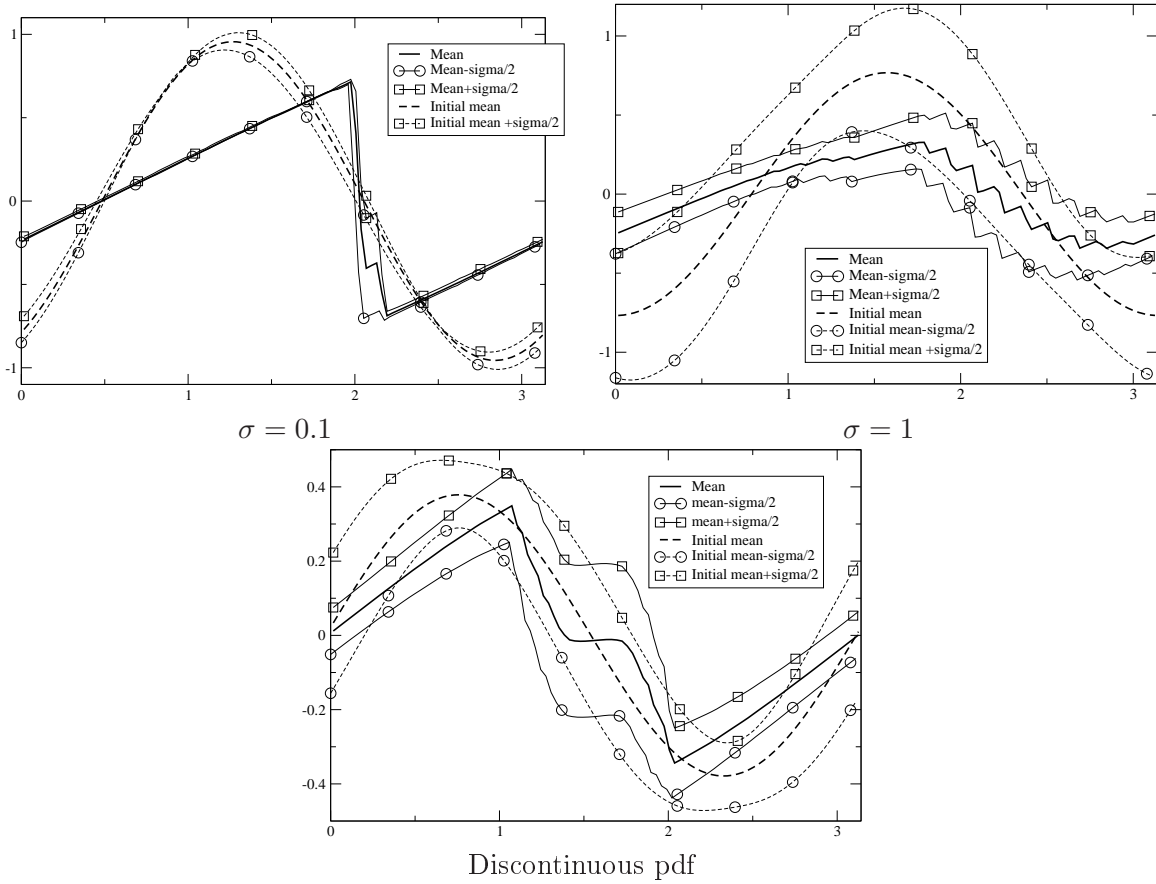 1
0
-1
0
1
2
3
Mean
Mean-sigma/2
Mean+sigma/2
Initial mean
Initial mean +sigma/2
σ = 0.1
1
0
-1
0
1
2
3
Mean
Mean-sigma/2
Mean+sigma/2
Initial mean
Initial mean-sigma/2
Initial mean +sigma/2
σ = 1
0.4
0.2
0
-0.2
-0.4
0
1
2
3
Mean
mean-sigma/2
mean+sigma/2
Initial mean
Initial mean-sigma/2
Initial mean+sigma/2
Discontinuous pdf